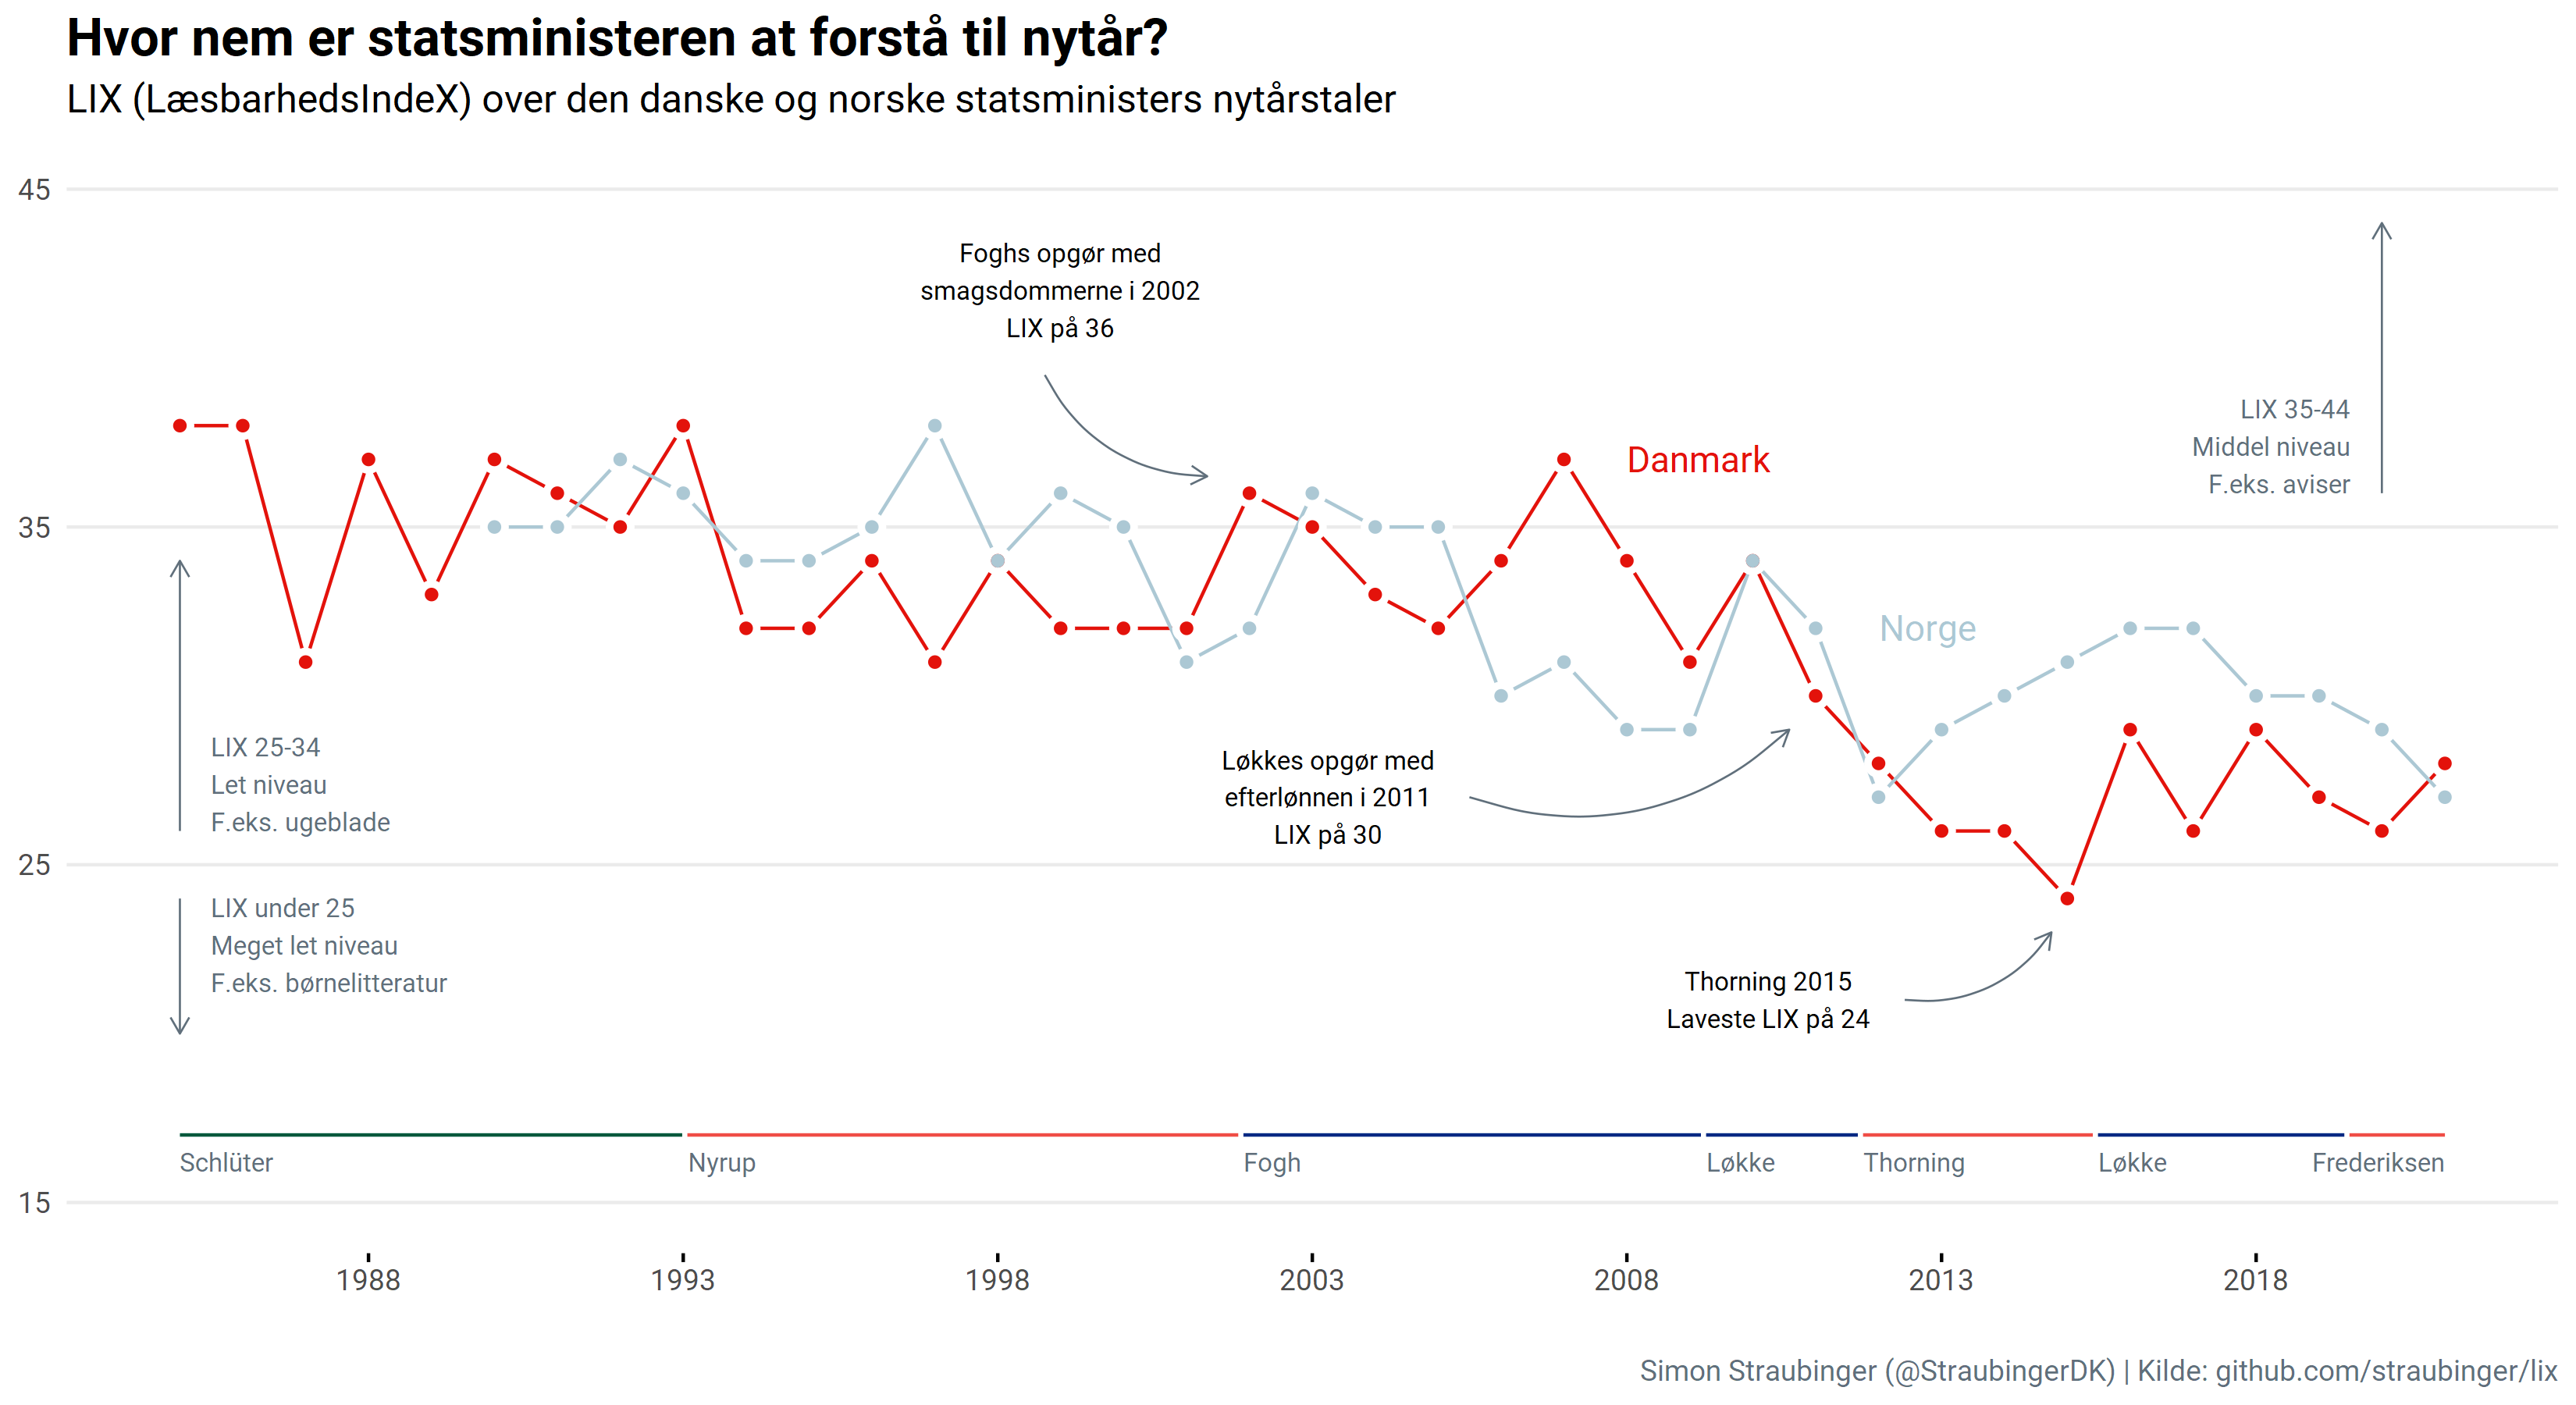 Hvor nem er statsministeren at forstå til nytår?
LIX (LæsbarhedsIndeX) over den danske og norske statsministers nytårstaler
45
Foghs opgør med
smagsdommerne i 2002
LIX på 36
LIX 35-44
Middel niveau
F.eks. aviser
Danmark
35
Norge
LIX 25-34
Let niveau
F.eks. ugeblade
Løkkes opgør med
efterlønnen i 2011
LIX på 30
25
LIX under 25
Meget let niveau
F.eks. børnelitteratur
Thorning 2015
Laveste LIX på 24
Schlüter Nyrup Fogh Løkke Thorning Løkke Frederiksen
15
1988 1993 1998 2003 2008 2013 2018
Simon Straubinger (@StraubingerDK) | Kilde: github.com/straubinger/lix